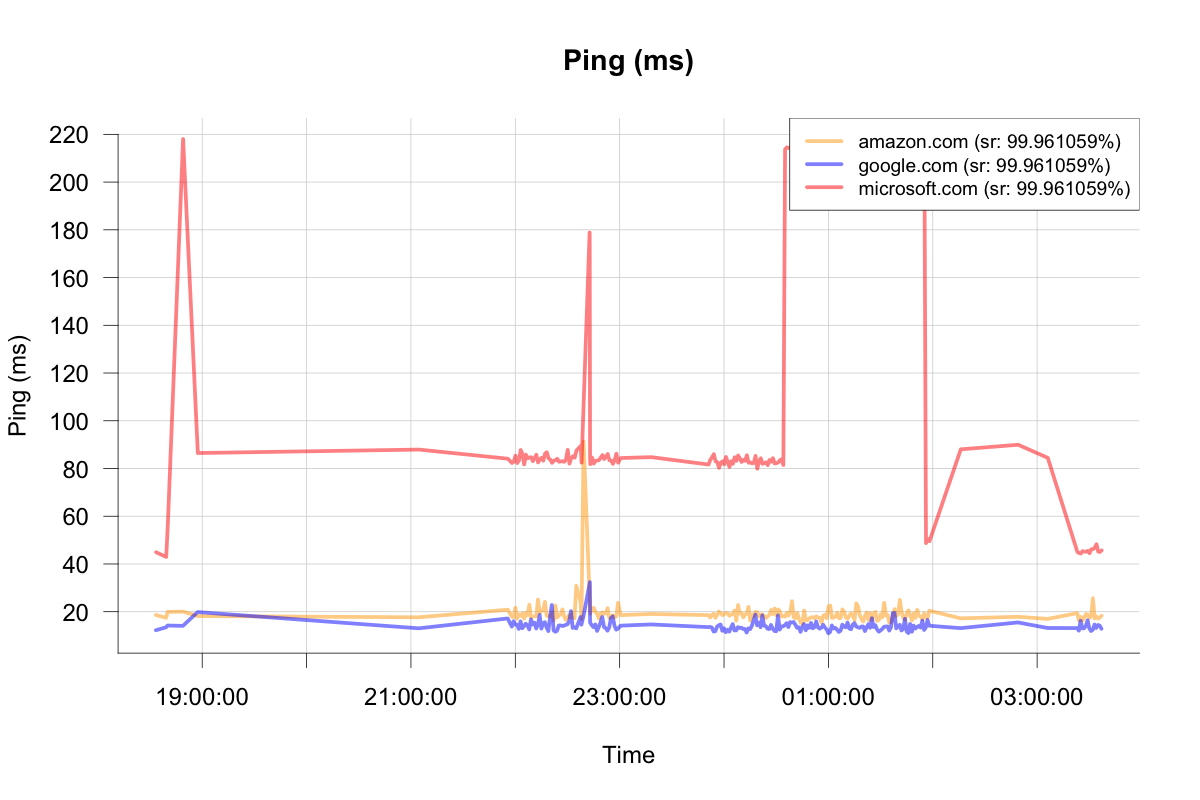 Ping (ms)
220
200
180
160
140
120
100
80
60
40
20
Ping (ms)
amazon.com (sr: 99.961059%)
google.com (sr: 99.961059%)
microsoft.com (sr: 99.961059%)
19:00:00
21:00:00
23:00:00
01:00:00
03:00:00
Time